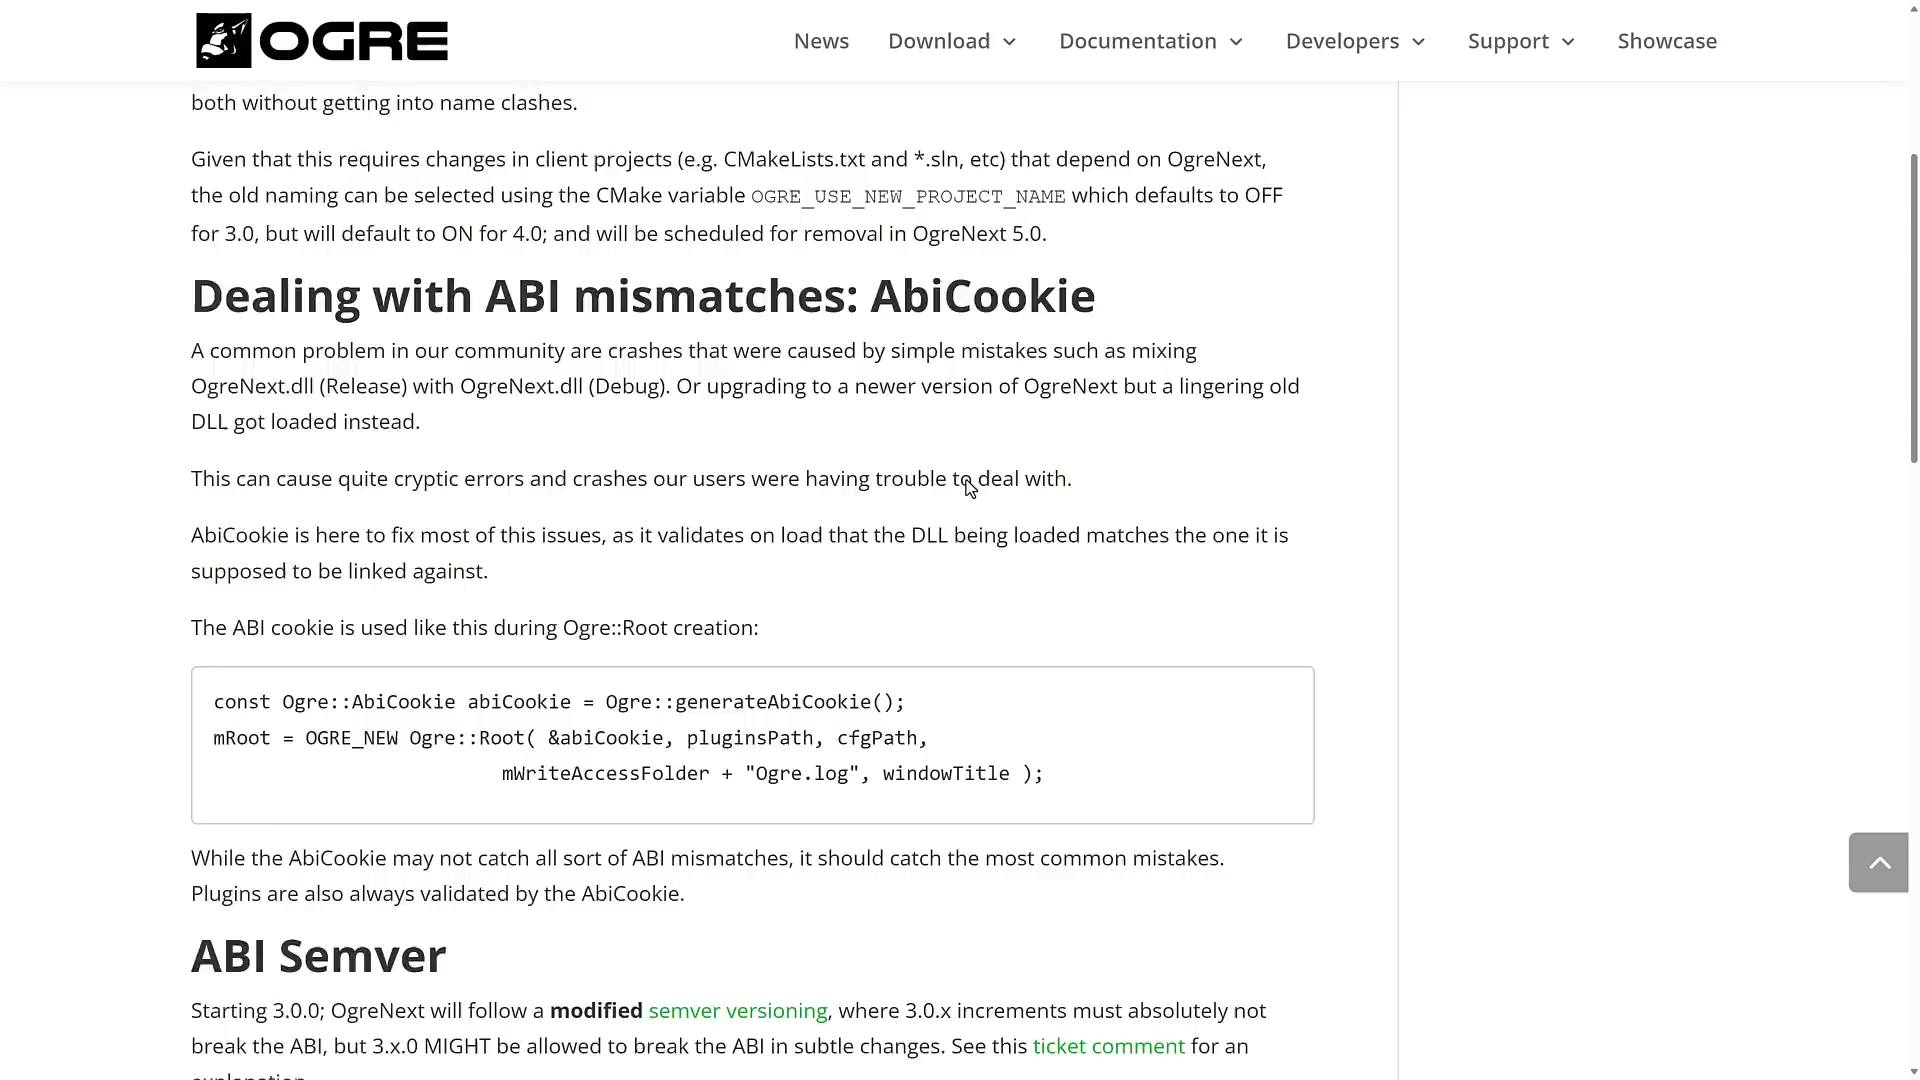 OGRE
News Download Documentation Developers Support Showcase
both without getting into name clashes.
Given that this requires changes in client projects (e.g. CMakeLists.txt and *.sln, etc) that depend on OgreNext,
the old naming can be selected using the CMake variable OGRE_USE_NEW_PROJECT_NAME which defaults to OFF
for 3.0, but will default to ON for 4.0; and will be scheduled for removal in OgreNext 5.0.
Dealing with ABI mismatches: AbiCookie
A common problem in our community are crashes that were caused by simple mistakes such as mixing
OgreNext.dll (Release) with OgreNext.dll (Debug). Or upgrading to a newer version of OgreNext but a lingering old
DLL got loaded instead.
This can cause quite cryptic errors and crashes our users were having trouble to deal with.
AbiCookie is here to fix most of this issues, as it validates on load that the DLL being loaded matches the one it is
supposed to be linked against.
The ABI cookie is used like this during Ogre::Root creation:
const Ogre::AbiCookie abiCookie = Ogre::generateAbiCookie();
mRoot = OGRE_NEW Ogre::Root( &abiCookie, pluginsPath, cfgPath,
mWriteAccessFolder + "Ogre.log", windowTitle );
While the AbiCookie may not catch all sort of ABI mismatches, it should catch the most common mistakes.
Plugins are also always validated by the AbiCookie.
ABI Semver
Starting 3.0.0; OgreNext will follow a modified semver versioning, where 3.0.x increments must absolutely not
break the ABI, but 3.x.0 MIGHT be allowed to break the ABI in subtle changes. See this ticket comment for an